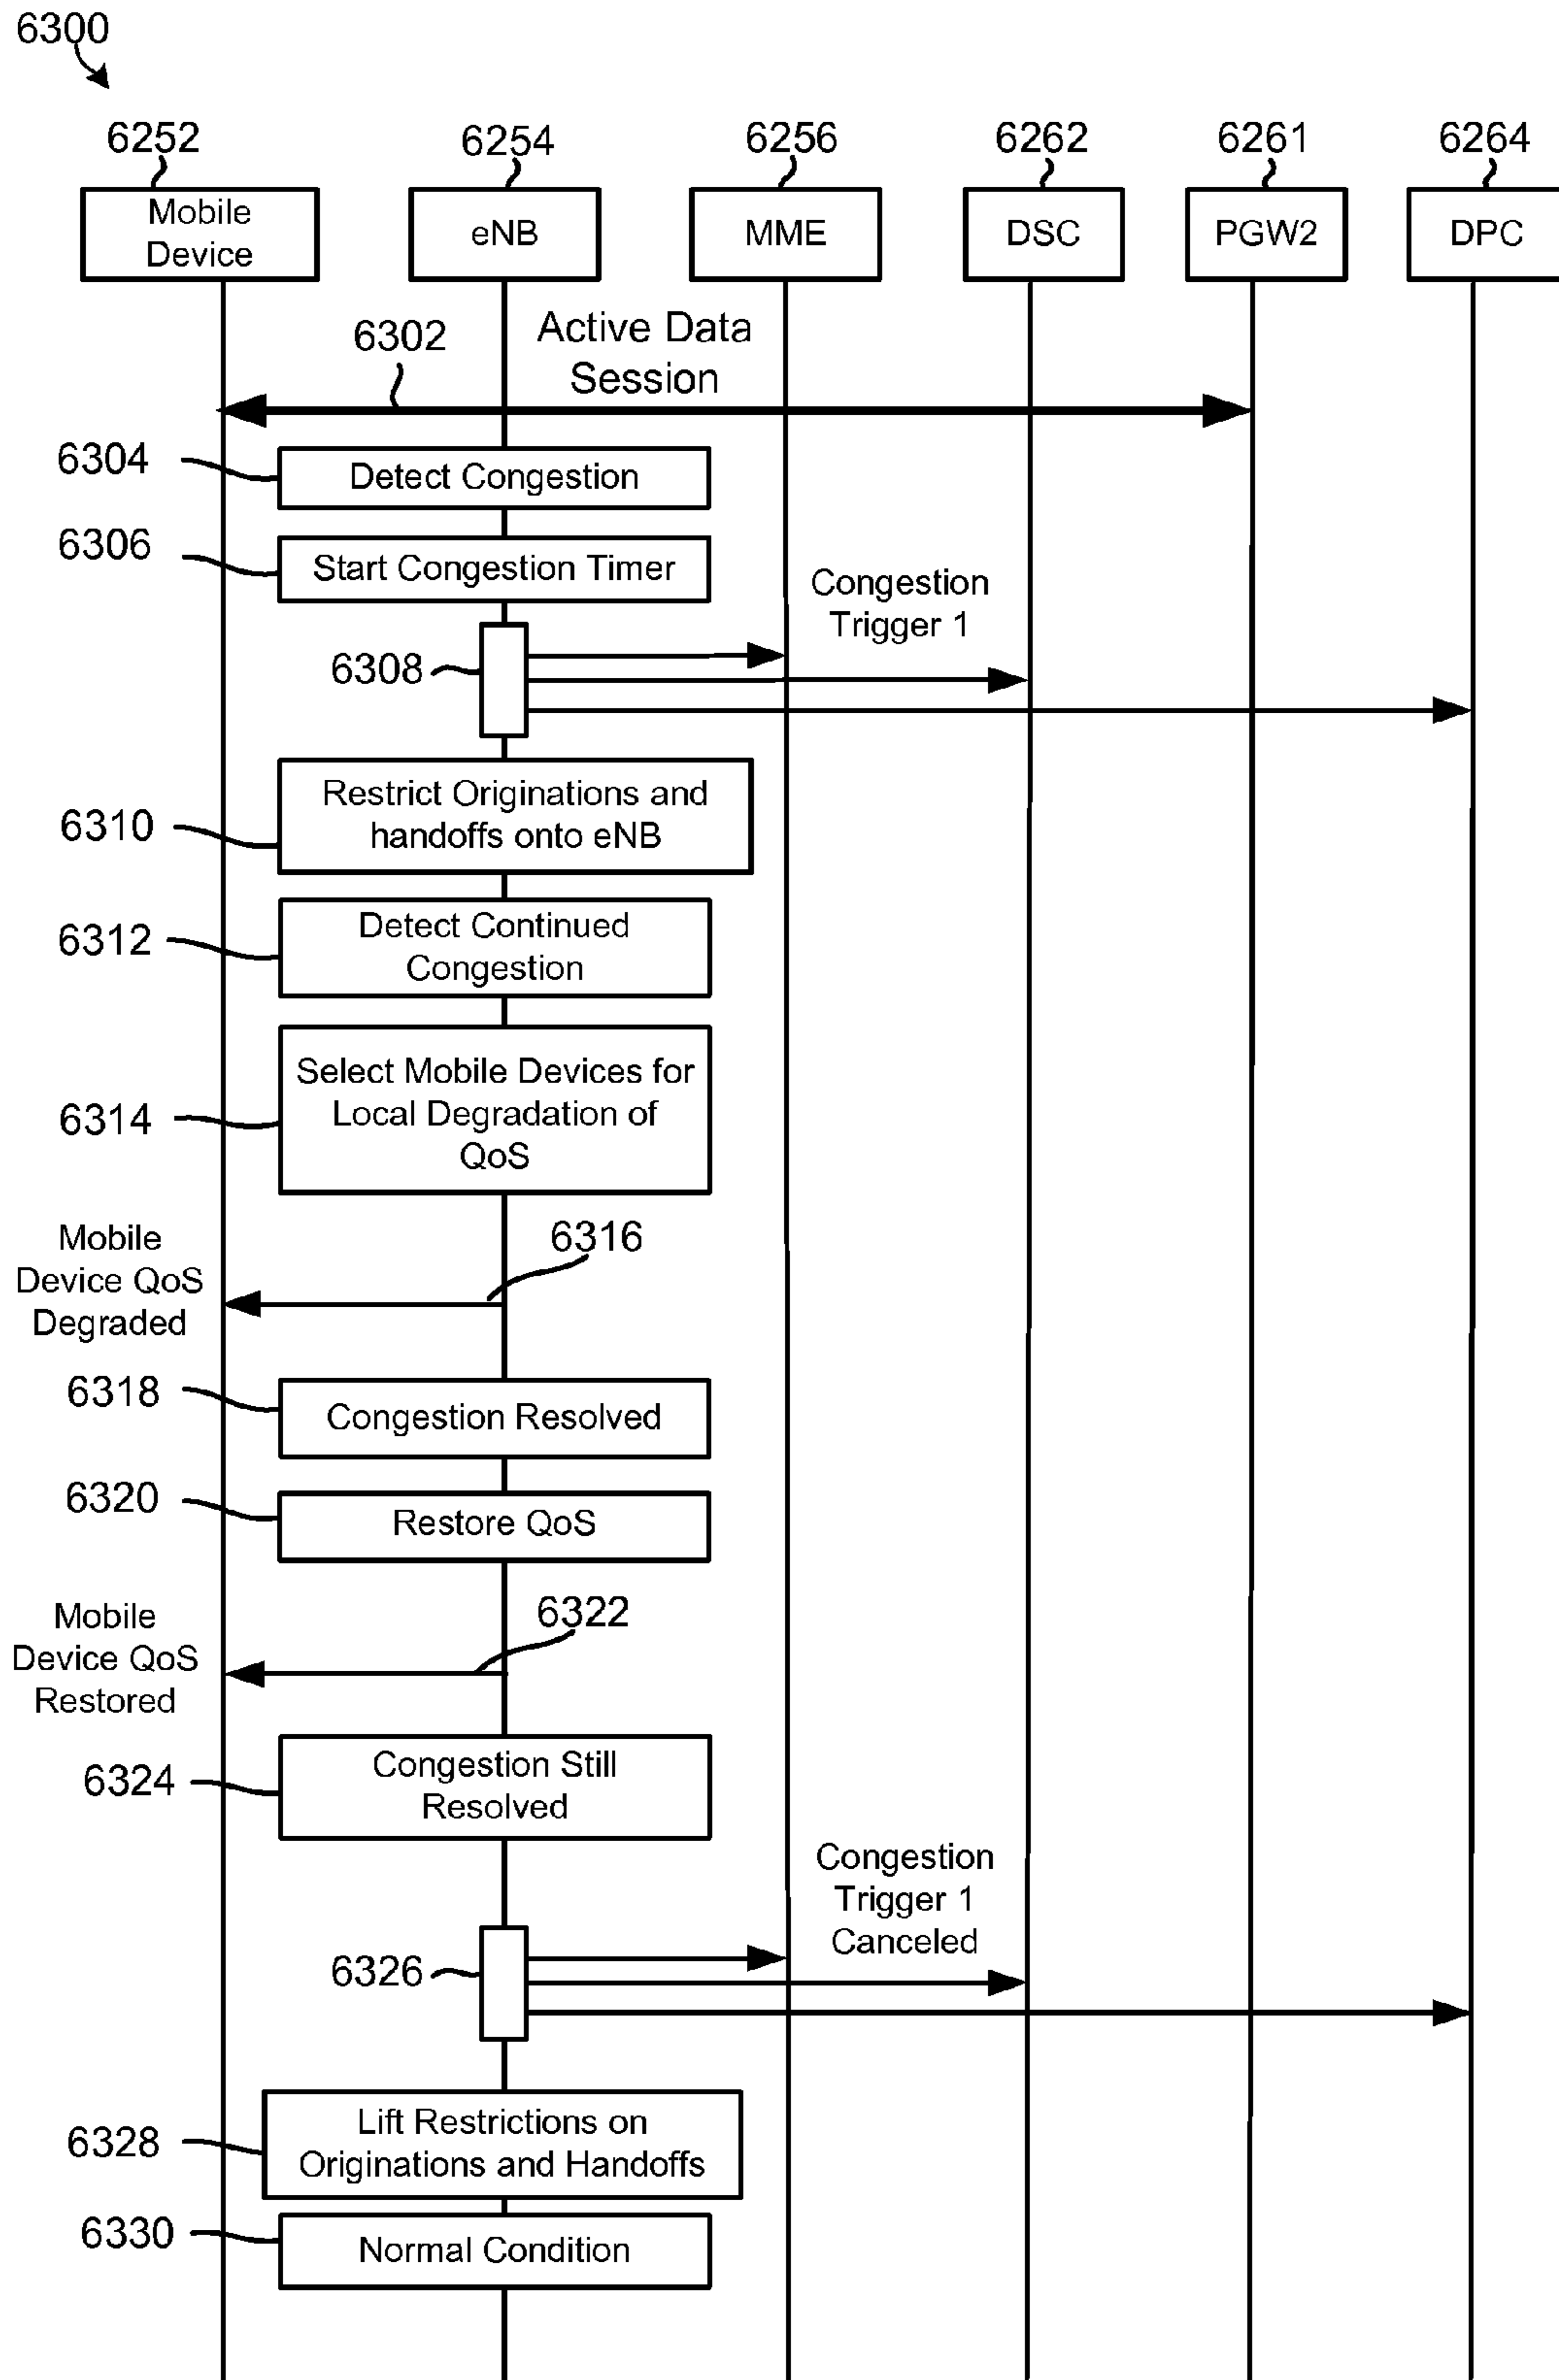 6300
6252
6254
6256
6262
6261
6264
Mobile
Device
eNB
MME
DSC
PGW2
DPC
6302
Active Data
Session
6304
Detect Congestion
6306
Start Congestion Timer
Congestion
Trigger 1
6308
Restrict Originations and
handoffs onto eNB
6310
Detect Continued
Congestion
6312
Select Mobile Devices for
Local Degradation of
QoS
6314
6316
Mobile
Device QoS
Degraded
6318
Congestion Resolved
6320
Restore QoS
6322
Mobile
Device QoS
Restored
6324
Congestion Still
Resolved
Congestion
Trigger 1
Canceled
6326
Lift Restrictions on
Originations and Handoffs
6328
6330
Normal Condition